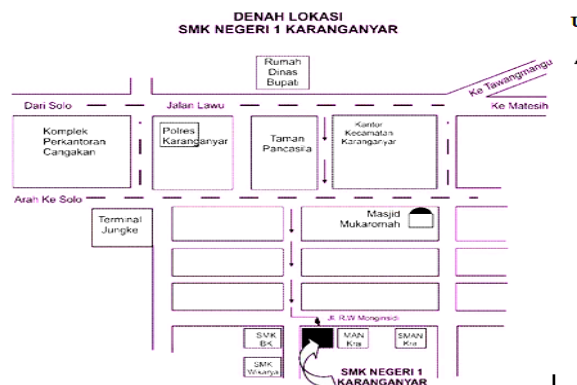 DENAH LOKASI
SMK NEGERI 1 KARANGANYAR
Rumah
Dinas
Bupati
Ke Tawangmangu
Dari Solo
Jalan Lawu
Ke Matesih
Komplek
Perkantoran
Cangakan
Polres
Karanganyar
Taman
Pancasila
Kantor
Kecamatan
Karanganyar
Arah Ke Solo
Terminal
Jungke
Masjid
Mukaromah
Jl. R.W Monginsidi
SMK
BK
MAN
Kra
SMAN
Kra
SMK
Wikarya
SMK NEGERI 1
KARANGANYAR